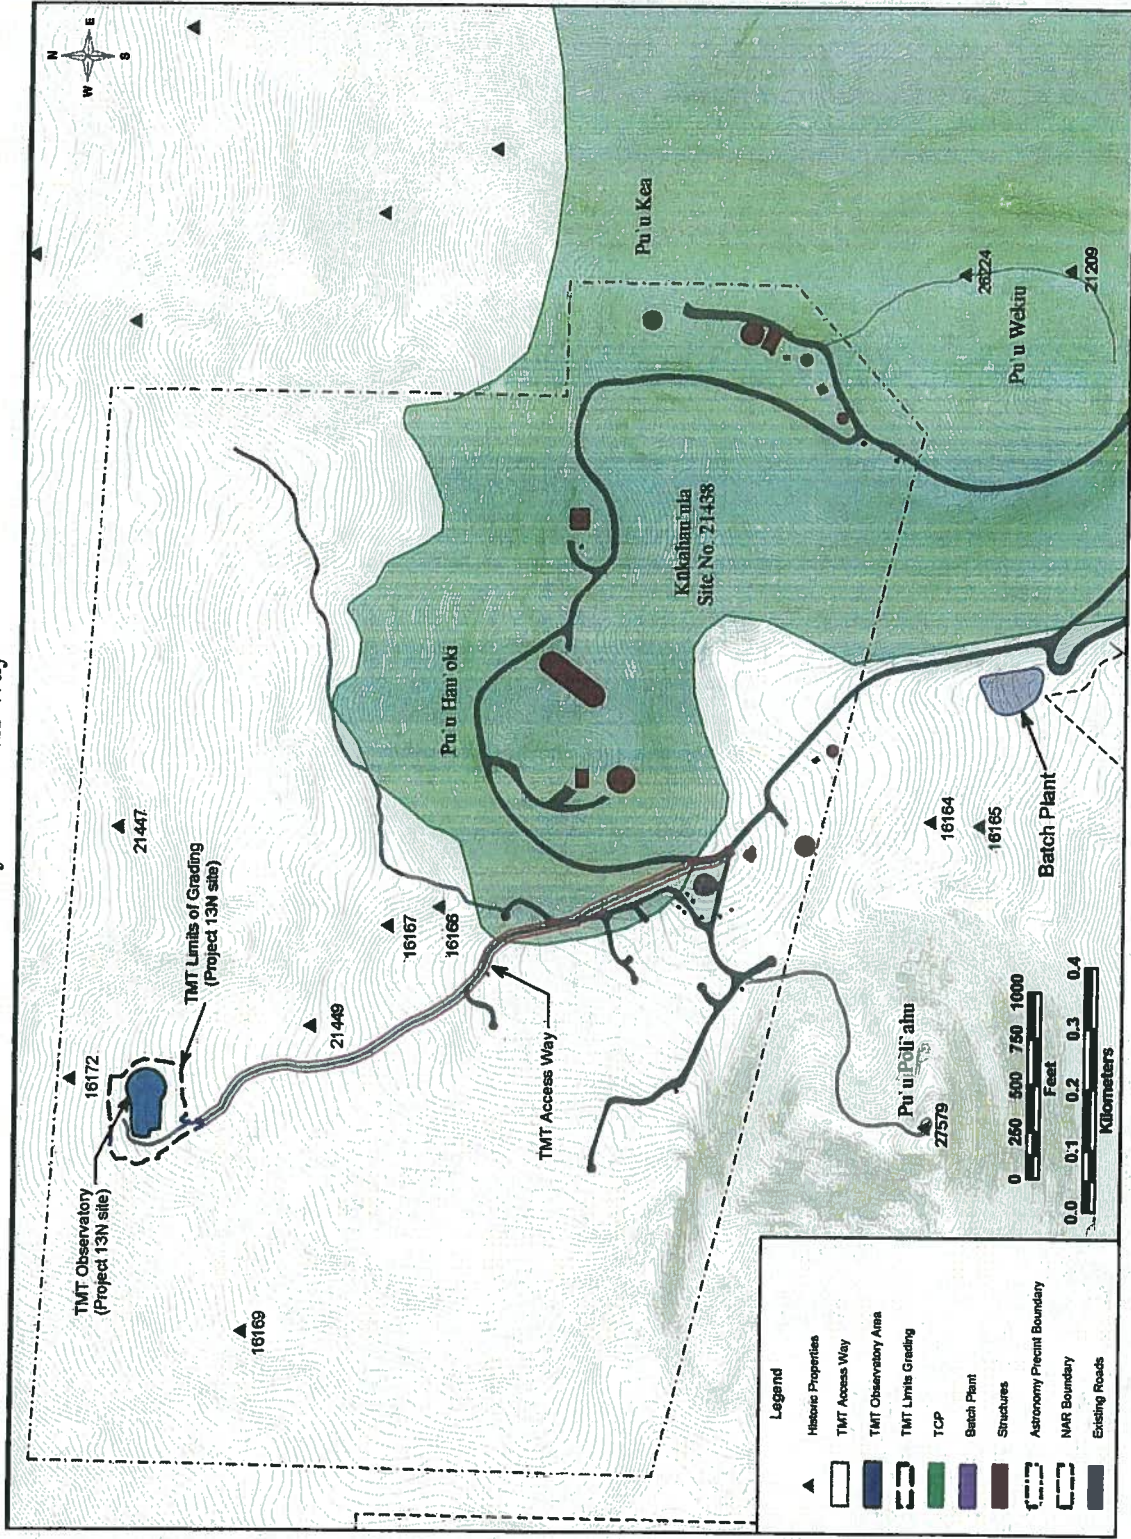 N
E
W
S
TMT Observatory
(Project 13N site)
16172
21447
TMT Limits of Grading
(Project 13N site)
21449
16167
16166
16169
TMT Access Way
Pu`u Hau`oki
Kukahau`ula
Site No. 21438
Pu`u Kea
26224
21209
Pu`u Wekiu
16164
16165
Batch Plant
Pu`u Poli`ahu
27579
0 250 500 750 1000
Feet
0.0 0.1 0.2 0.3 0.4
Kilometers
Legend
Historic Properties
TMT Access Way
TMT Observatory Area
TMT Limits Grading
TCP
Batch Plant
Structures
Astronomy Precint Boundary
NAR Boundary
Existing Roads